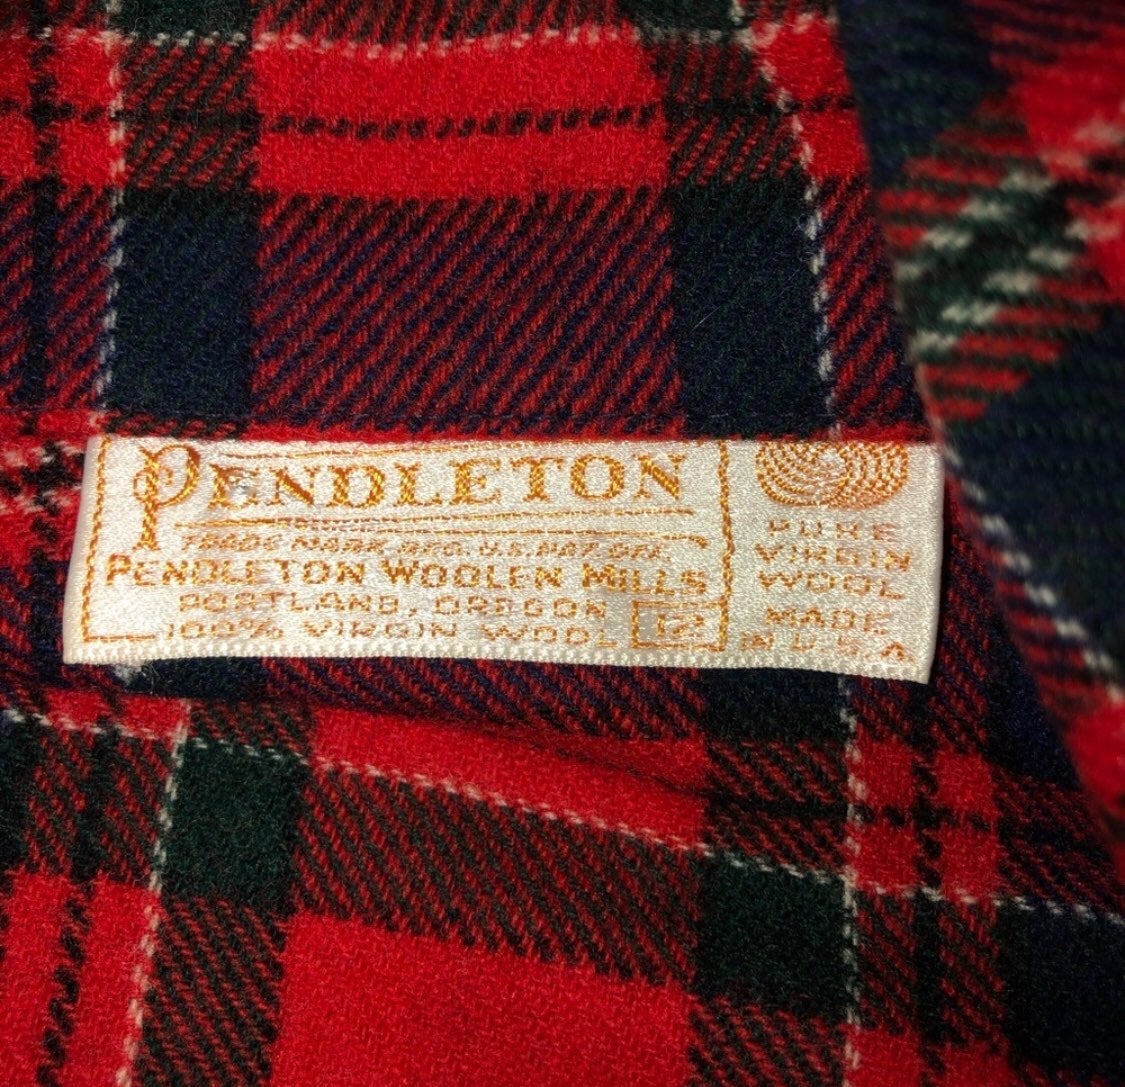 PENDLETON
TRADE MARK REG. U.S. PAT. OFF.
PENDLETON WOOLEN MILLS
PORTLAND, OREGON
100% VIRGIN WOOL
12
PURE
VIRGIN
WOOL
MADE
IN U S A